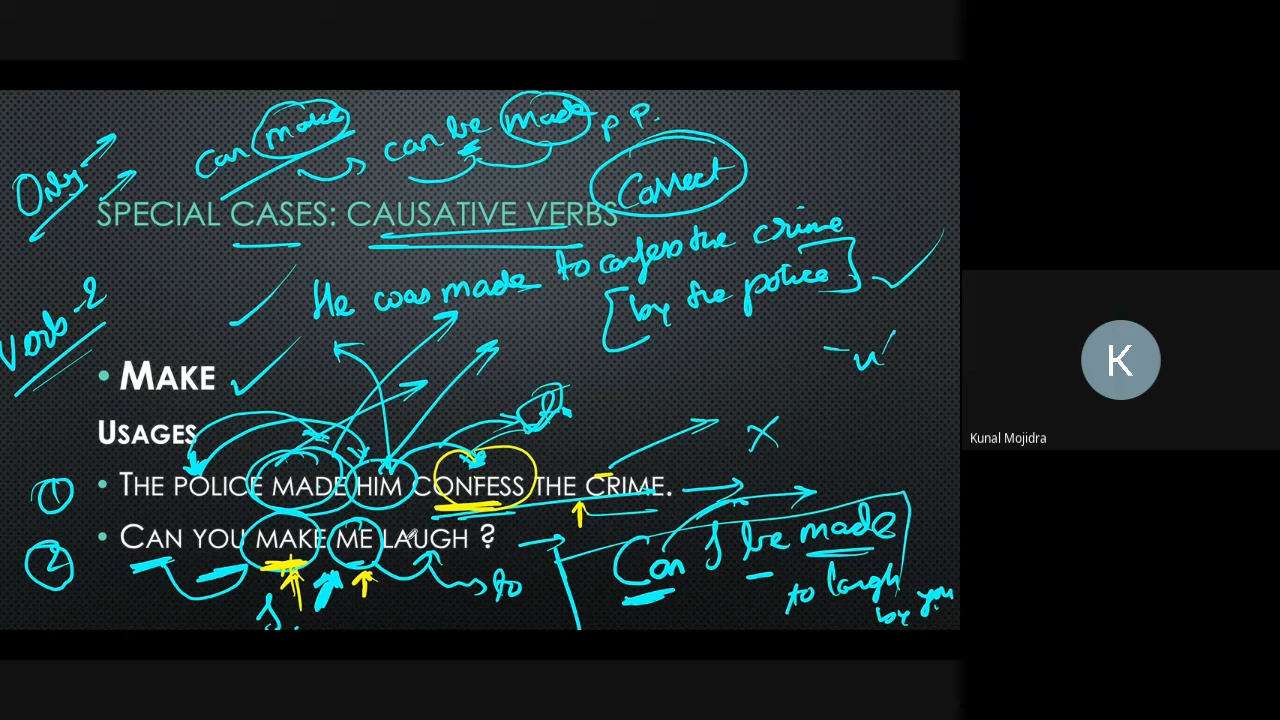 Only
can make
can be made p.p.
Correct
SPECIAL CASES: CAUSATIVE VERBS
He was made to confess the crime
[by the police]
Verb-2
• MAKE
USAGES
① • THE POLICE MADE HIM CONFESS THE CRIME.
② • CAN YOU MAKE ME LAUGH ?
to
I
x
Can I be made
to laugh
by you
K
Kunal Mojidra